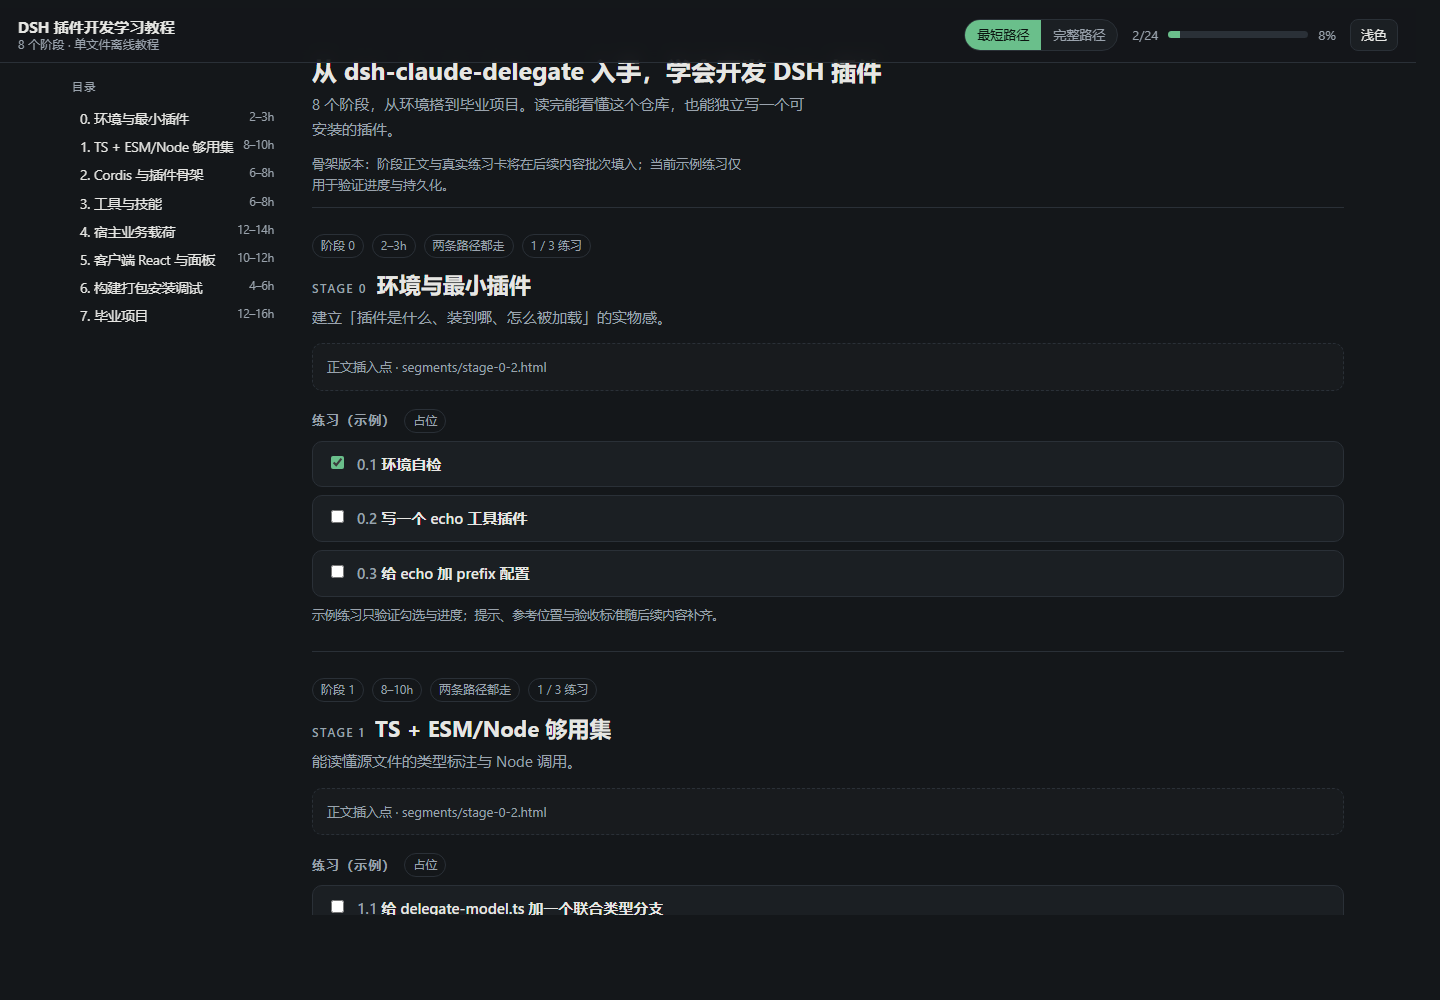 DSH 插件开发学习教程
8 个阶段 · 单文件离线教程
最短路径
完整路径
2/24
8%
浅色
目录
0. 环境与最小插件 2–3h
1. TS + ESM/Node 够用集 8–10h
2. Cordis 与插件骨架 6–8h
3. 工具与技能 6–8h
4. 宿主业务载荷 12–14h
5. 客户端 React 与面板 10–12h
6. 构建打包安装调试 4–6h
7. 毕业项目 12–16h
从 dsh-claude-delegate 入手，学会开发 DSH 插件
8 个阶段，从环境搭到毕业项目。读完能看懂这个仓库，也能独立写一个可
安装的插件。
骨架版本：阶段正文与真实练习卡将在后续内容批次填入；当前示例练习仅
用于验证进度与持久化。
阶段 0 2–3h 两条路径都走 1 / 3 练习
STAGE 0 环境与最小插件
建立「插件是什么、装到哪、怎么被加载」的实物感。
正文插入点 · segments/stage-0-2.html
练习（示例） 占位
0.1 环境自检
0.2 写一个 echo 工具插件
0.3 给 echo 加 prefix 配置
示例练习只验证勾选与进度；提示、参考位置与验收标准随后续内容补齐。
阶段 1 8–10h 两条路径都走 1 / 3 练习
STAGE 1 TS + ESM/Node 够用集
能读懂源文件的类型标注与 Node 调用。
正文插入点 · segments/stage-0-2.html
练习（示例） 占位
1.1 给 delegate-model.ts 加一个联合类型分支